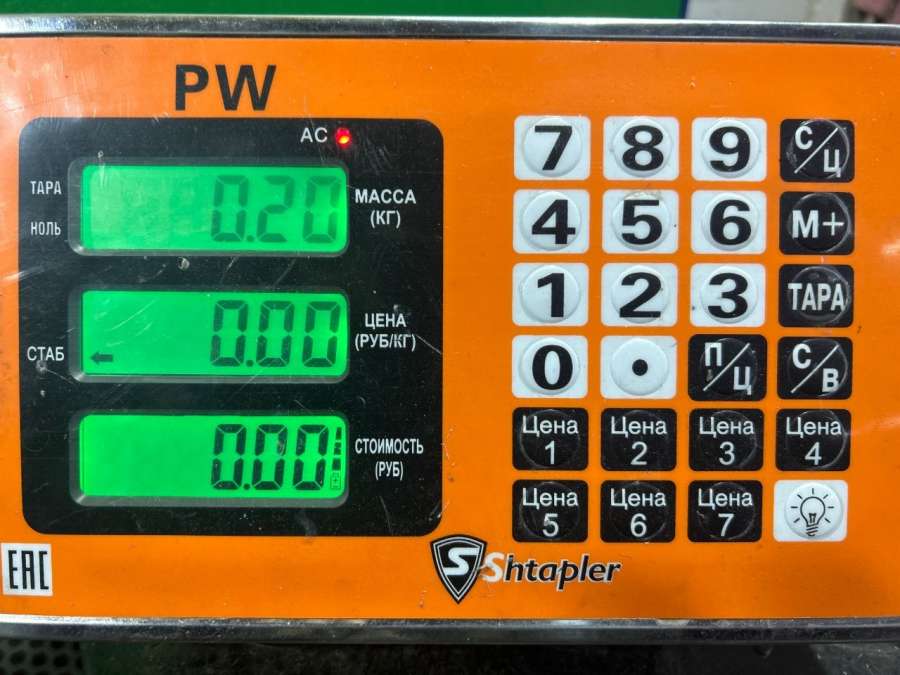 PW
AC
ТАРА
НОЛЬ
0.20
МАССА
(КГ)
СТАБ
0.00
ЦЕНА
(РУБ/КГ)
0.00
СТОИМОСТЬ
(РУБ)
7 8 9 С/Ц
4 5 6 М+
1 2 3 ТАРА
0 • П/Ц С/В
Цена 1
Цена 2
Цена 3
Цена 4
Цена 5
Цена 6
Цена 7
EAC
S Shtapler